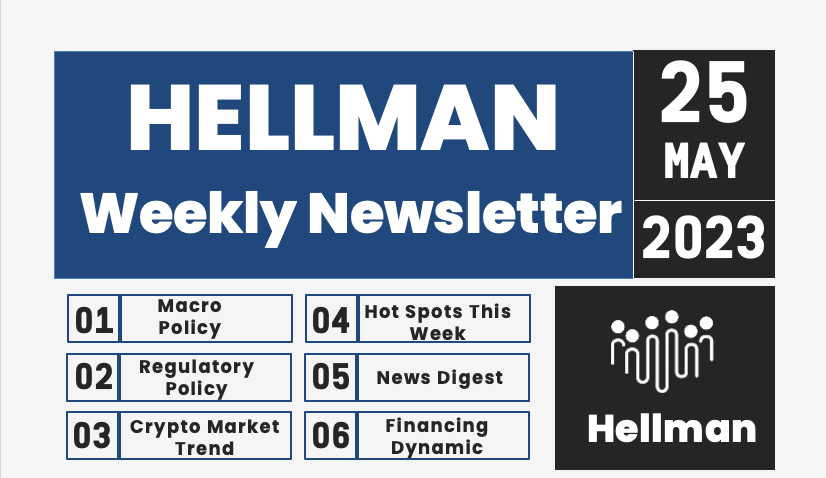 HELLMAN
Weekly Newsletter
25
MAY
2023
01
Macro
Policy
02
Regulatory
Policy
03
Crypto Market
Trend
04
Hot Spots This
Week
05
News Digest
06
Financing
Dynamic
Hellman